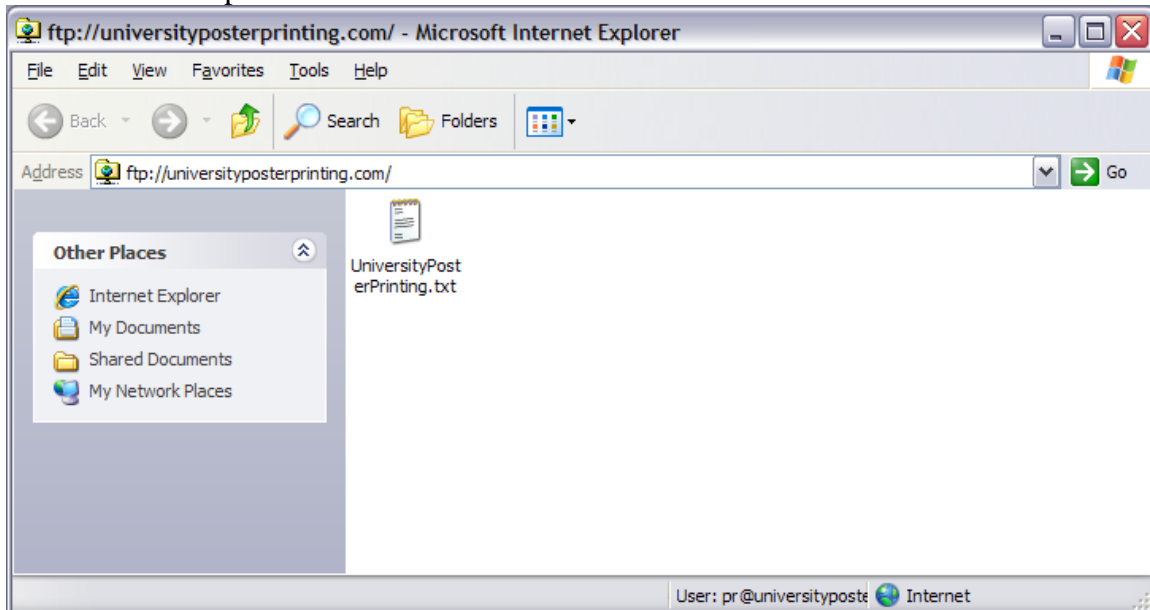 ftp://universityposterprinting.com/ - Microsoft Internet Explorer
File Edit View Favorites Tools Help
Back Search Folders
Address ftp://universityposterprinting.com/ Go
Other Places
Internet Explorer
My Documents
Shared Documents
My Network Places
UniversityPost
erPrinting.txt
User: pr@universityposte Internet